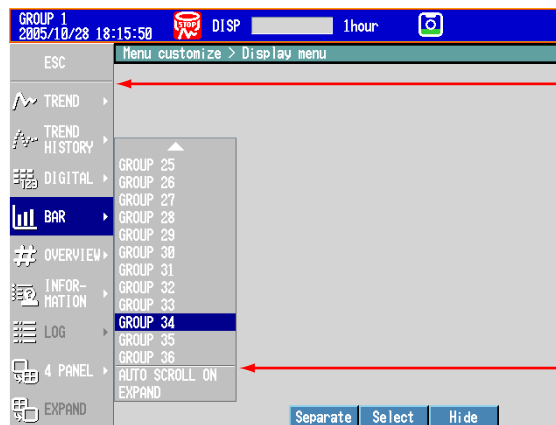 GROUP 1
2005/10/28 18:15:50
STOP
DISP
1hour
Menu customize > Display menu
ESC
TREND
TREND
HISTORY
DIGITAL
123
BAR
OVERVIEW
INFOR-
MATION
LOG
4 PANEL
EXPAND
GROUP 25
GROUP 26
GROUP 27
GROUP 28
GROUP 29
GROUP 30
GROUP 31
GROUP 32
GROUP 33
GROUP 34
GROUP 35
GROUP 36
AUTO SCROLL ON
EXPAND
Separate Select Hide